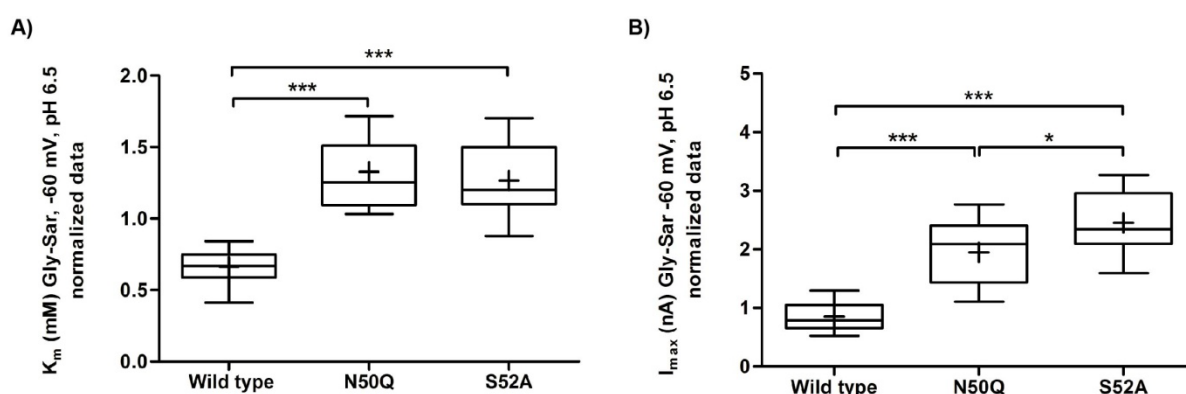 A)
K_m (mM) Gly-Sar, -60 mV, pH 6.5
normalized data
2.0
1.5
1.0
0.5
0.0
***
***
Wild type N50Q S52A
B)
I_max (nA) Gly-Sar -60 mV, pH 6.5
normalized data
5
4
3
2
1
0
***
***
*
Wild type N50Q S52A